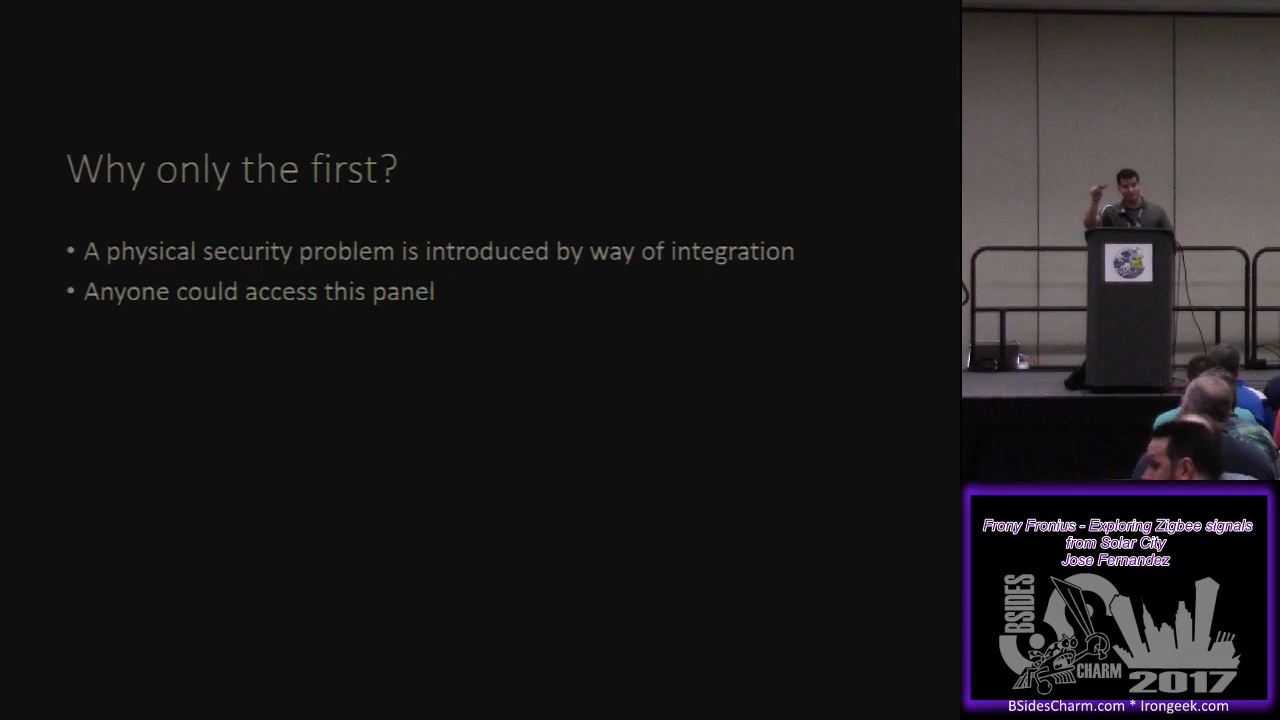 Why only the first?
• A physical security problem is introduced by way of integration
• Anyone could access this panel
Frony Fronius - Exploring Zigbee signals
from Solar City
Jose Fernandez
BSIDES
CHARM
2017
BSidesCharm.com * Irongeek.com